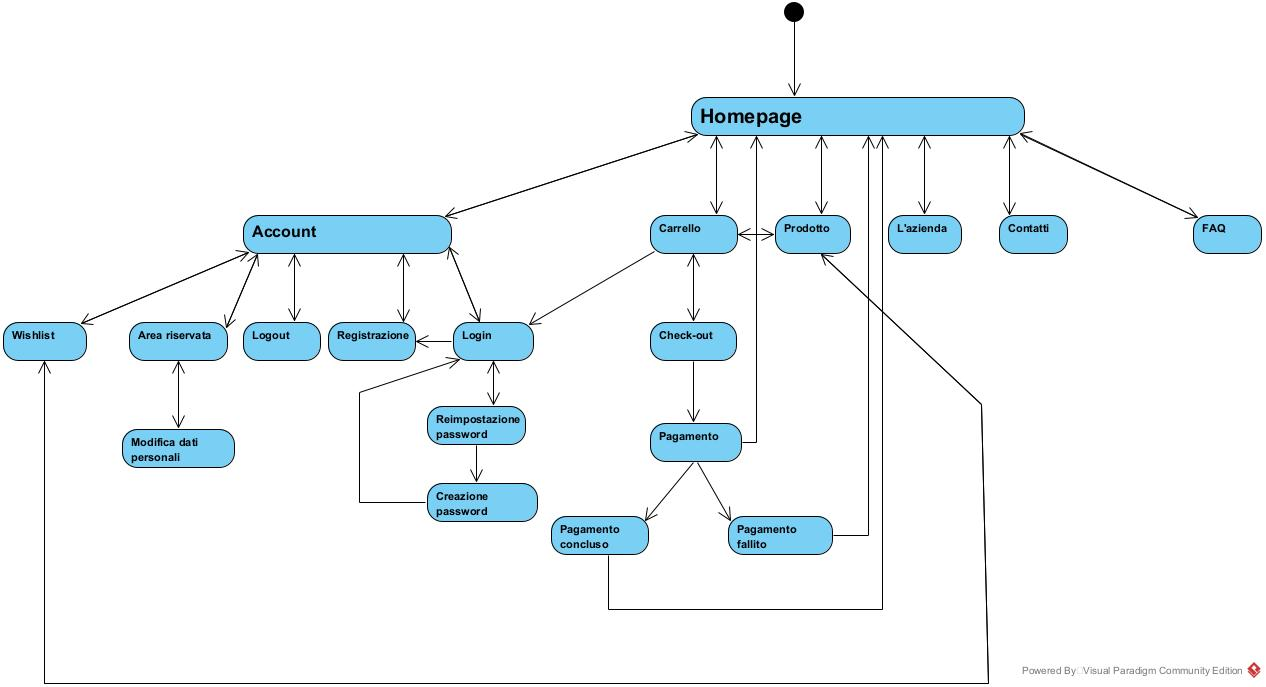 Homepage
Account
Carrello
Prodotto
L'azienda
Contatti
FAQ
Wishlist
Area riservata
Logout
Registrazione
Login
Check-out
Reimpostazione
password
Modifica dati
personali
Pagamento
Creazione
password
Pagamento
concluso
Pagamento
fallito
Powered By Visual Paradigm Community Edition